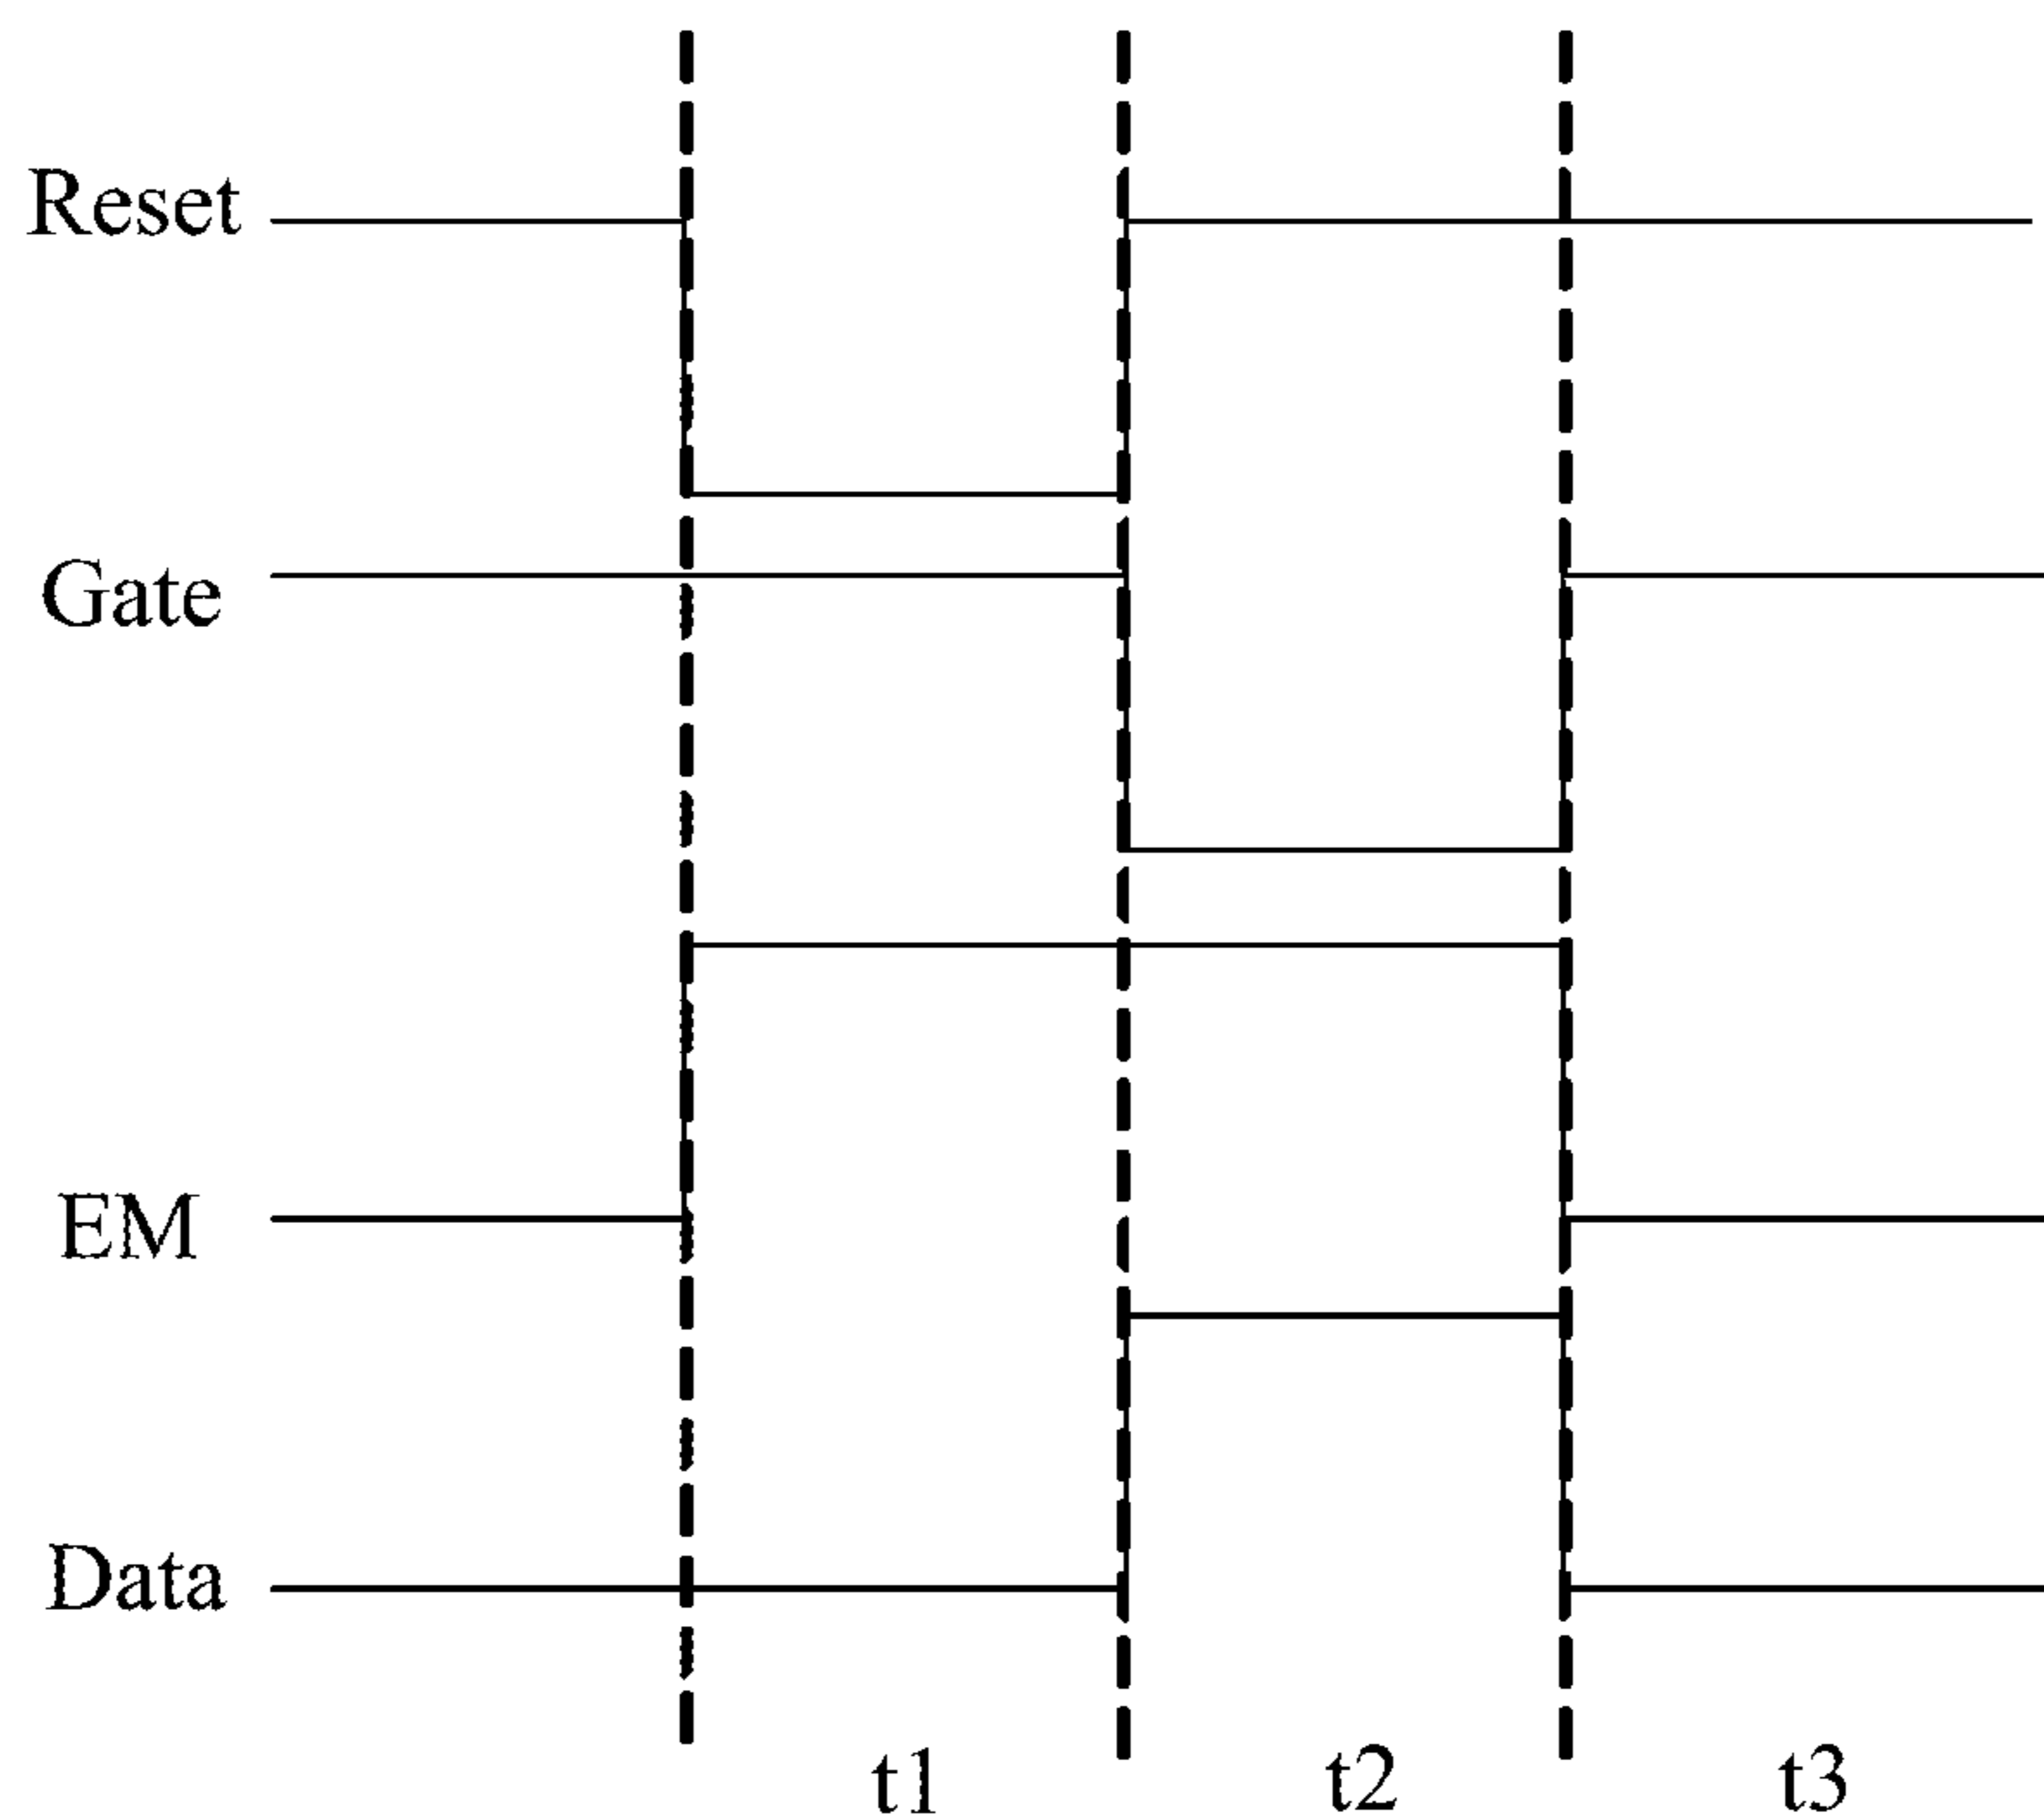 Reset
Gate
EM
Data
t1 t2 t3